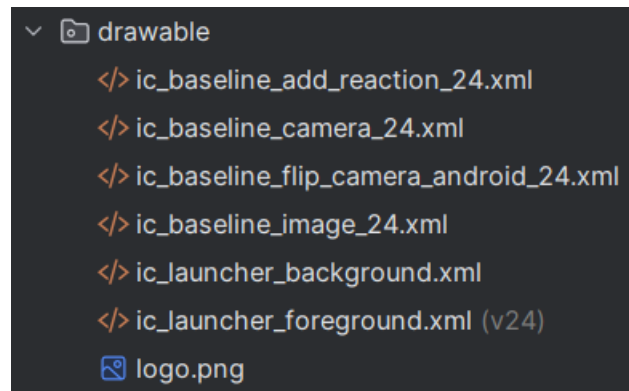 drawable
ic_baseline_add_reaction_24.xml
ic_baseline_camera_24.xml
ic_baseline_flip_camera_android_24.xml
ic_baseline_image_24.xml
ic_launcher_background.xml
ic_launcher_foreground.xml (v24)
logo.png